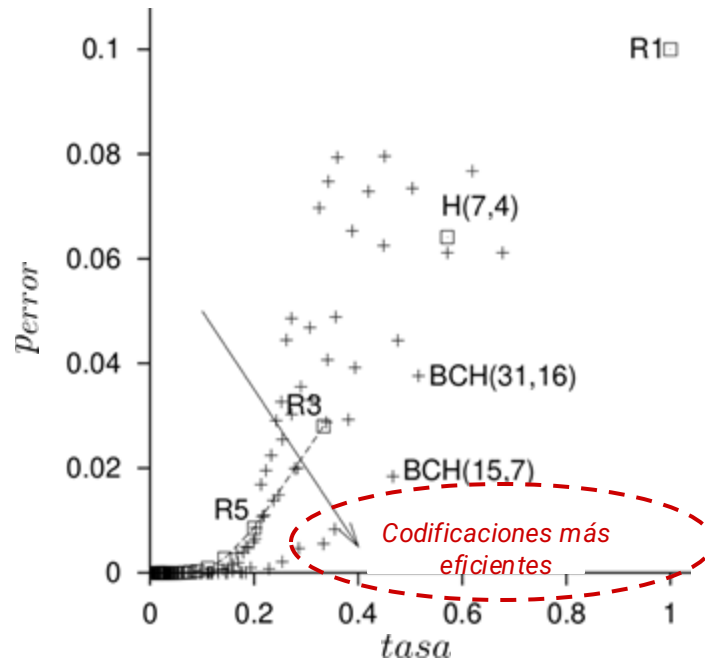 0.1
R1
0.08
H(7,4)
0.06
perror
0.04
BCH(31,16)
R3
0.02
BCH(15,7)
R5
Codificaciones más
eficientes
0
0 0.2 0.4 0.6 0.8 1
tasa